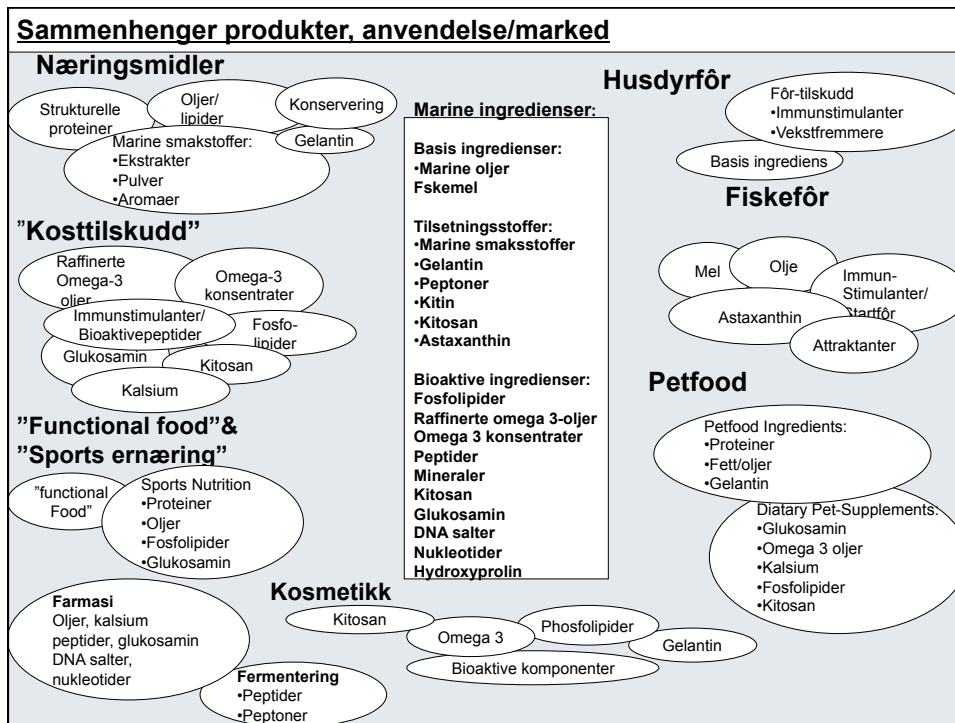 Sammenhenger produkter, anvendelse/marked
Næringsmidler
Strukturelle
proteiner
Oljer/
lipider
Konservering
Gelantin
Marine smakstoffer:
•Ekstrakter
•Pulver
•Aromaer
”Kosttilskudd”
Raffinerte
Omega-3
oljer
Omega-3
konsentrater
Immunstimulanter/
Bioaktivepeptider
Fosfo-
lipider
Glukosamin
Kitosan
Kalsium
”Functional food”&
”Sports ernæring”
”functional
Food”
Sports Nutrition
•Proteiner
•Oljer
•Fosfolipider
•Glukosamin
Farmasi
Oljer, kalsium
peptider, glukosamin
DNA salter,
nukleotider
Fermentering
•Peptider
•Peptoner
Marine ingredienser:
Basis ingredienser:
•Marine oljer
Fskemel
Tilsetningsstoffer:
•Marine smaksstoffer
•Gelantin
•Peptoner
•Kitin
•Kitosan
•Astaxanthin
Bioaktive ingredienser:
Fosfolipider
Raffinerte omega 3-oljer
Omega 3 konsentrater
Peptider
Mineraler
Kitosan
Glukosamin
DNA salter
Nukleotider
Hydroxyprolin
Kosmetikk
Kitosan
Omega 3
Phosfolipider
Gelantin
Bioaktive komponenter
Husdyrfôr
Fôr-tilskudd
•Immunstimulanter
•Vekstfremmere
Basis ingrediens
Fiskefôr
Mel
Olje
Immun-
Stimulanter/
Startfôr
Astaxanthin
Attraktanter
Petfood
Petfood Ingredients:
•Proteiner
•Fett/oljer
•Gelantin
Diatary Pet-Supplements:
•Glukosamin
•Omega 3 oljer
•Kalsium
•Fosfolipider
•Kitosan